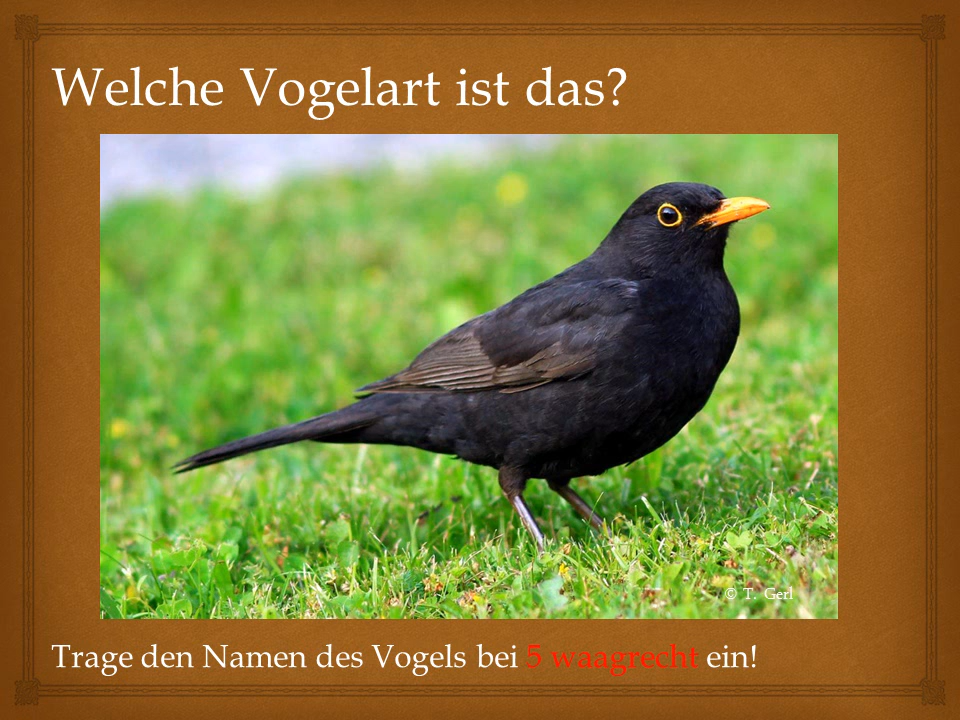 Welche Vogelart ist das?
© T. Gerl
Trage den Namen des Vogels bei 5 waagrecht ein!